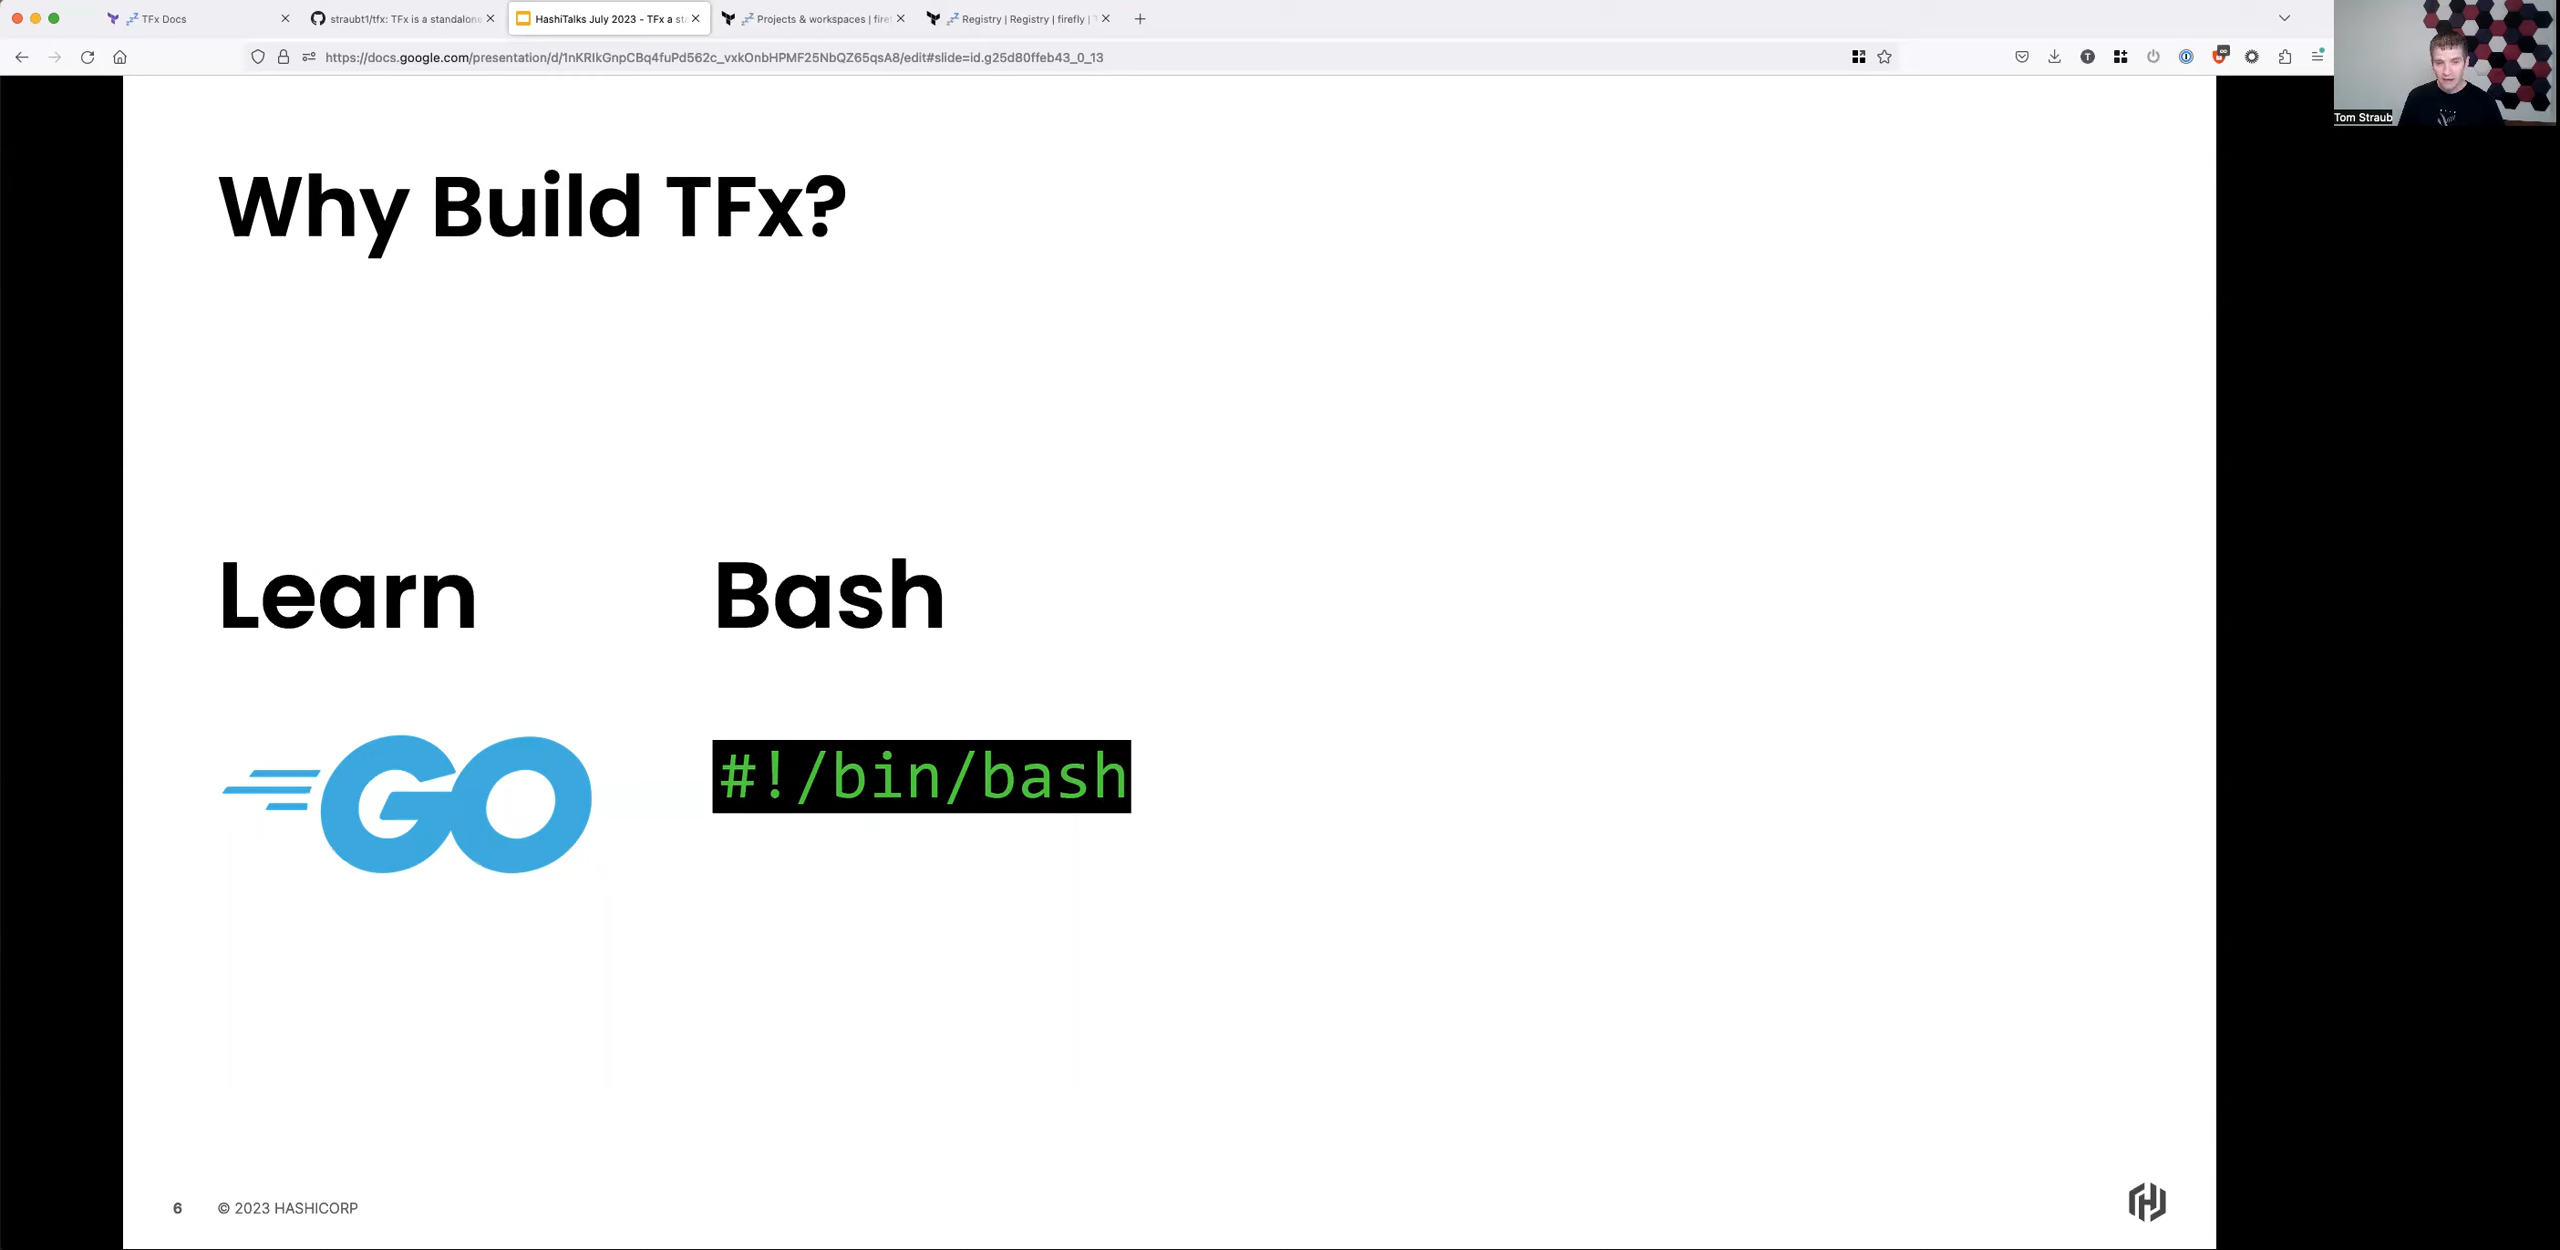 TFx Docs
straubt1/tfx: TFx is a standalone
HashiTalks July 2023 - TFx a st
Projects & workspaces | firef
Registry | Registry | firefly |
https://docs.google.com/presentation/d/1nKRIkGnpCBq4fuPd562c_vxkOnbHPMF25NbQZ65qsA8/edit#slide=id.g25d80ffeb43_0_13
Tom Straub
Why Build TFx?
Learn
Bash
GO
#!/bin/bash
6
© 2023 HASHICORP